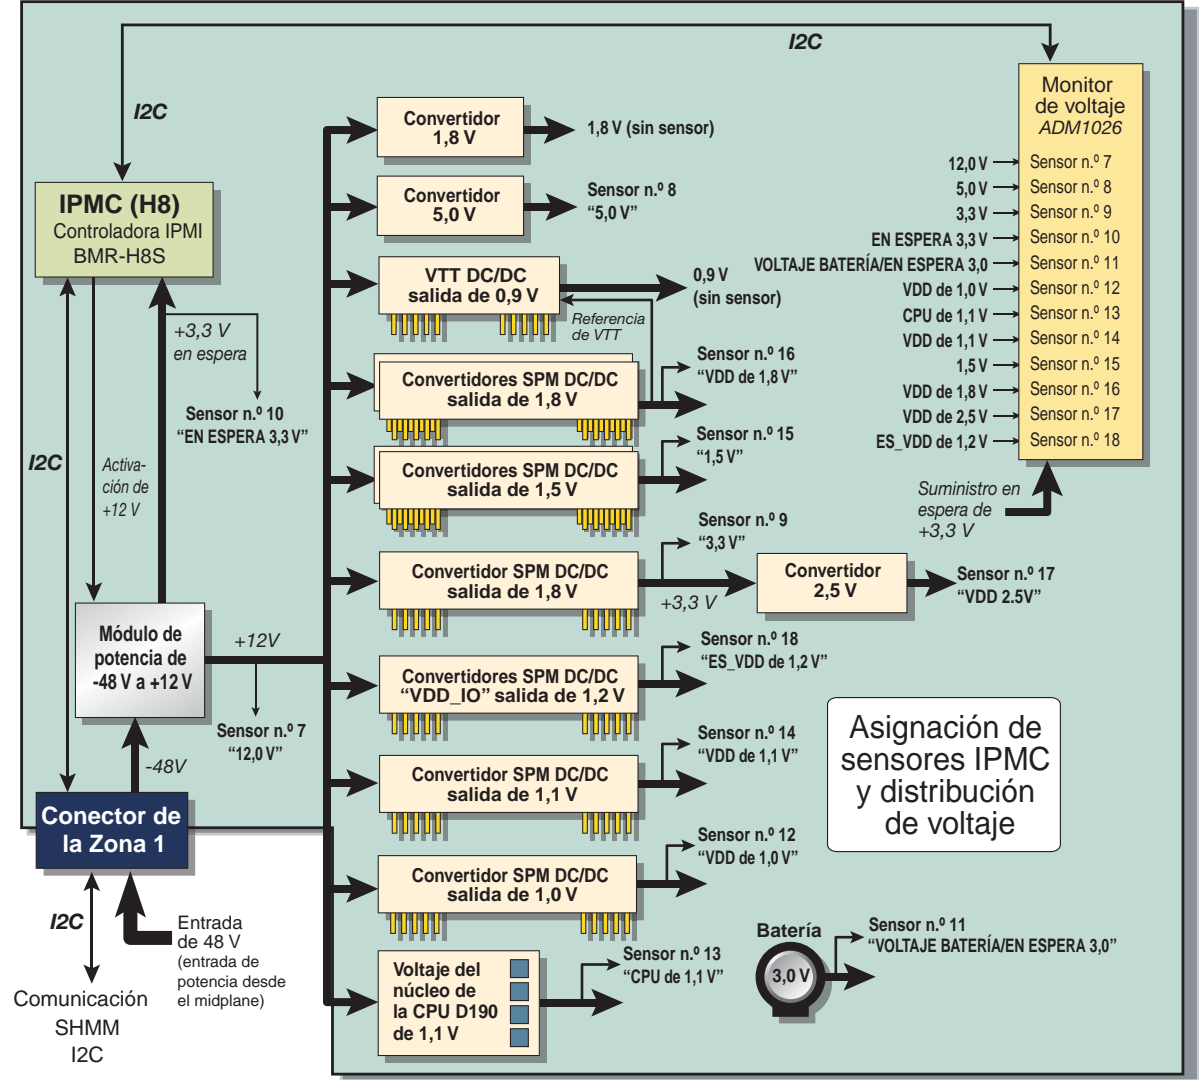 I2C
I2C
Monitor
de voltaje
ADM1026
12,0 V
Sensor n.º 7
5,0 V
Sensor n.º 8
3,3 V
Sensor n.º 9
EN ESPERA 3,3 V
Sensor n.º 10
VOLTAJE BATERÍA/EN ESPERA 3,0
Sensor n.º 11
VDD de 1,0 V
Sensor n.º 12
CPU de 1,1 V
Sensor n.º 13
VDD de 1,1 V
Sensor n.º 14
1,5 V
Sensor n.º 15
VDD de 1,8 V
Sensor n.º 16
VDD de 2,5 V
Sensor n.º 17
ES_VDD de 1,2 V
Sensor n.º 18
Suministro en
espera de
+3,3 V
IPMC (H8)
Controladora IPMI
BMR-H8S
+3,3 V
en espera
Sensor n.º 10
“EN ESPERA 3,3 V”
I2C
Activa-
ción de
+12 V
Módulo de
potencia de
-48 V a +12 V
+12V
Sensor n.º 7
“12,0 V”
-48V
Conector de
la Zona 1
I2C
Entrada
de 48 V
(entrada de
potencia desde
el midplane)
Comunicación
SHMM
I2C
Convertidor
1,8 V
1,8 V (sin sensor)
Convertidor
5,0 V
Sensor n.º 8
“5,0 V”
VTT DC/DC
salida de 0,9 V
0,9 V
(sin sensor)
Referencia
de VTT
Convertidores SPM DC/DC
salida de 1,8 V
Sensor n.º 16
“VDD de 1,8 V”
Convertidores SPM DC/DC
salida de 1,5 V
Sensor n.º 15
“1,5 V”
Convertidor SPM DC/DC
salida de 1,8 V
Sensor n.º 9
“3,3 V”
+3,3 V
Convertidor
2,5 V
Sensor n.º 17
“VDD 2.5V”
Convertidores SPM DC/DC
“VDD_IO” salida de 1,2 V
Sensor n.º 18
“ES_VDD de 1,2 V”
Convertidor SPM DC/DC
salida de 1,1 V
Sensor n.º 14
“VDD de 1,1 V”
Convertidor SPM DC/DC
salida de 1,0 V
Sensor n.º 12
“VDD de 1,0 V”
Voltaje del
núcleo de
la CPU D190
de 1,1 V
Sensor n.º 13
“CPU de 1,1 V”
Asignación de
sensores IPMC
y distribución
de voltaje
Batería
3,0 V
Sensor n.º 11
“VOLTAJE BATERÍA/EN ESPERA 3,0”